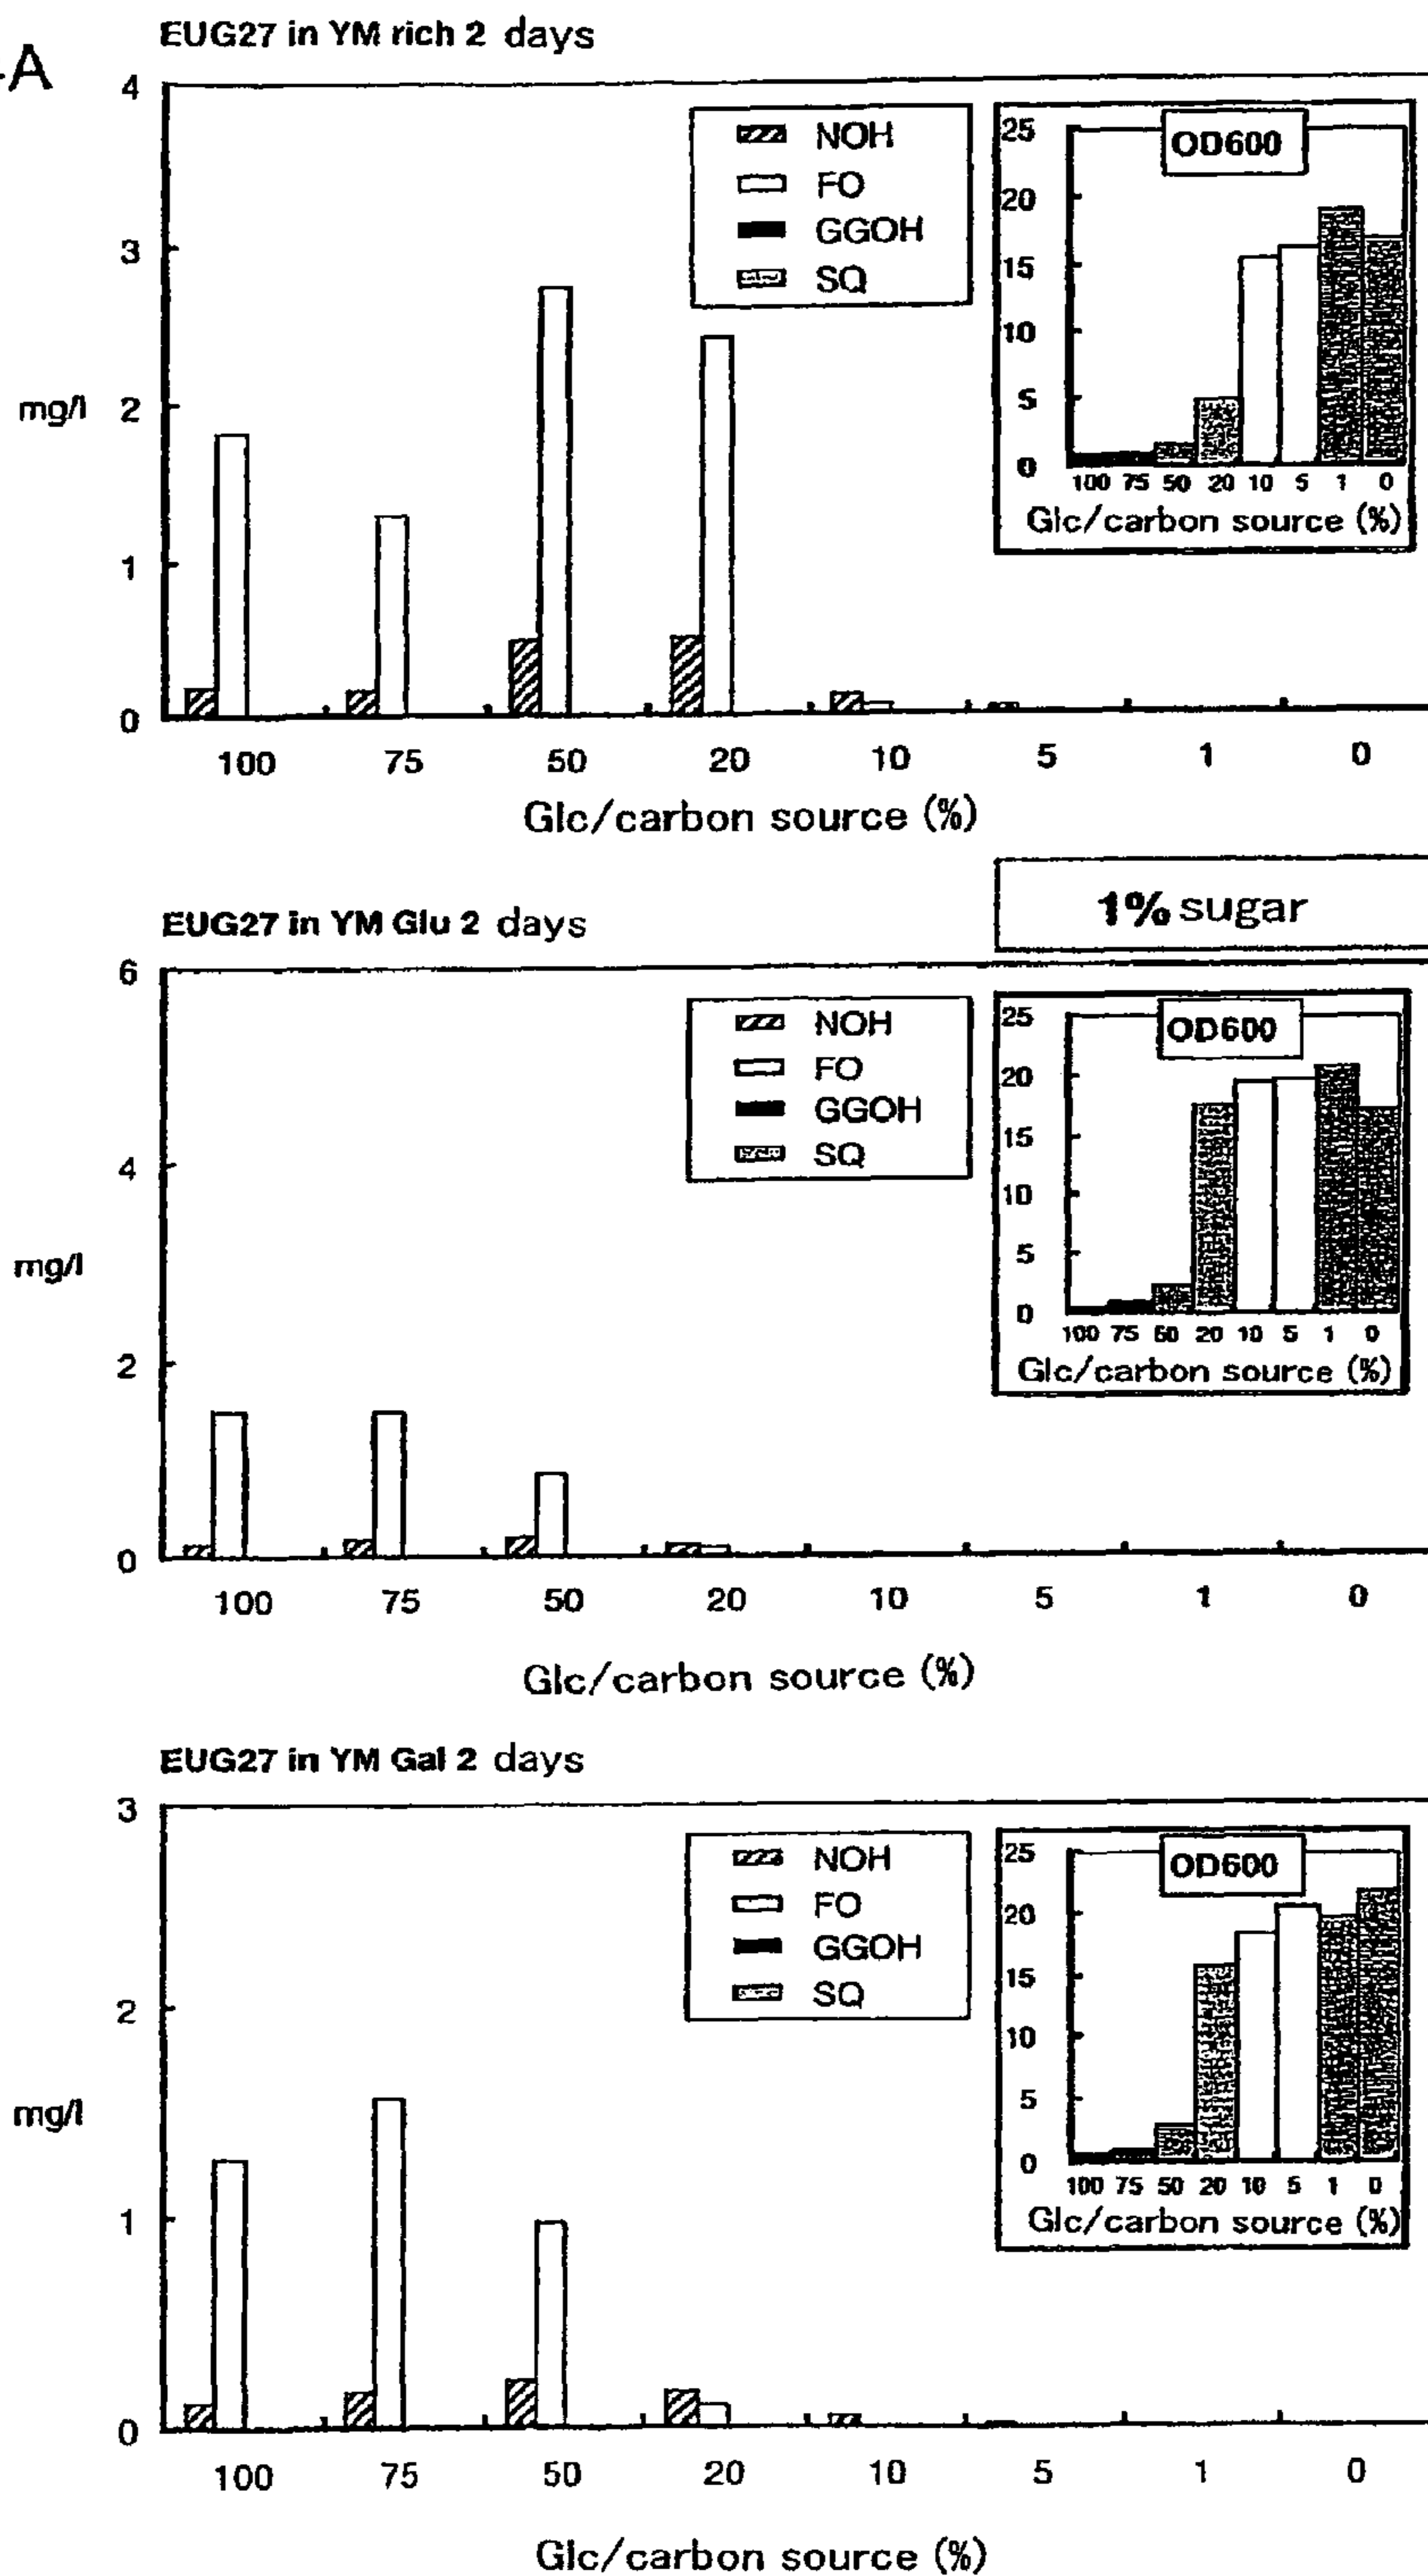 -A
EUG27 in YM rich 2 days
4
3
mg/l 2
1
0
NOH
FO
GGOH
SQ
OD600
25
20
15
10
5
0
100 75 50 20 10 5 1 0
Glc/carbon source (%)
100 75 50 20 10 5 1 0
Glc/carbon source (%)
1% sugar
EUG27 in YM Glu 2 days
6
4
mg/l
2
0
NOH
FO
GGOH
SQ
OD600
25
20
15
10
5
0
100 75 50 20 10 5 1 0
Glc/carbon source (%)
100 75 50 20 10 5 1 0
Glc/carbon source (%)
EUG27 in YM Gal 2 days
3
2
mg/l
1
0
NOH
FO
GGOH
SQ
OD600
25
20
15
10
5
0
100 75 50 20 10 5 1 0
Glc/carbon source (%)
100 75 50 20 10 5 1 0
Glc/carbon source (%)